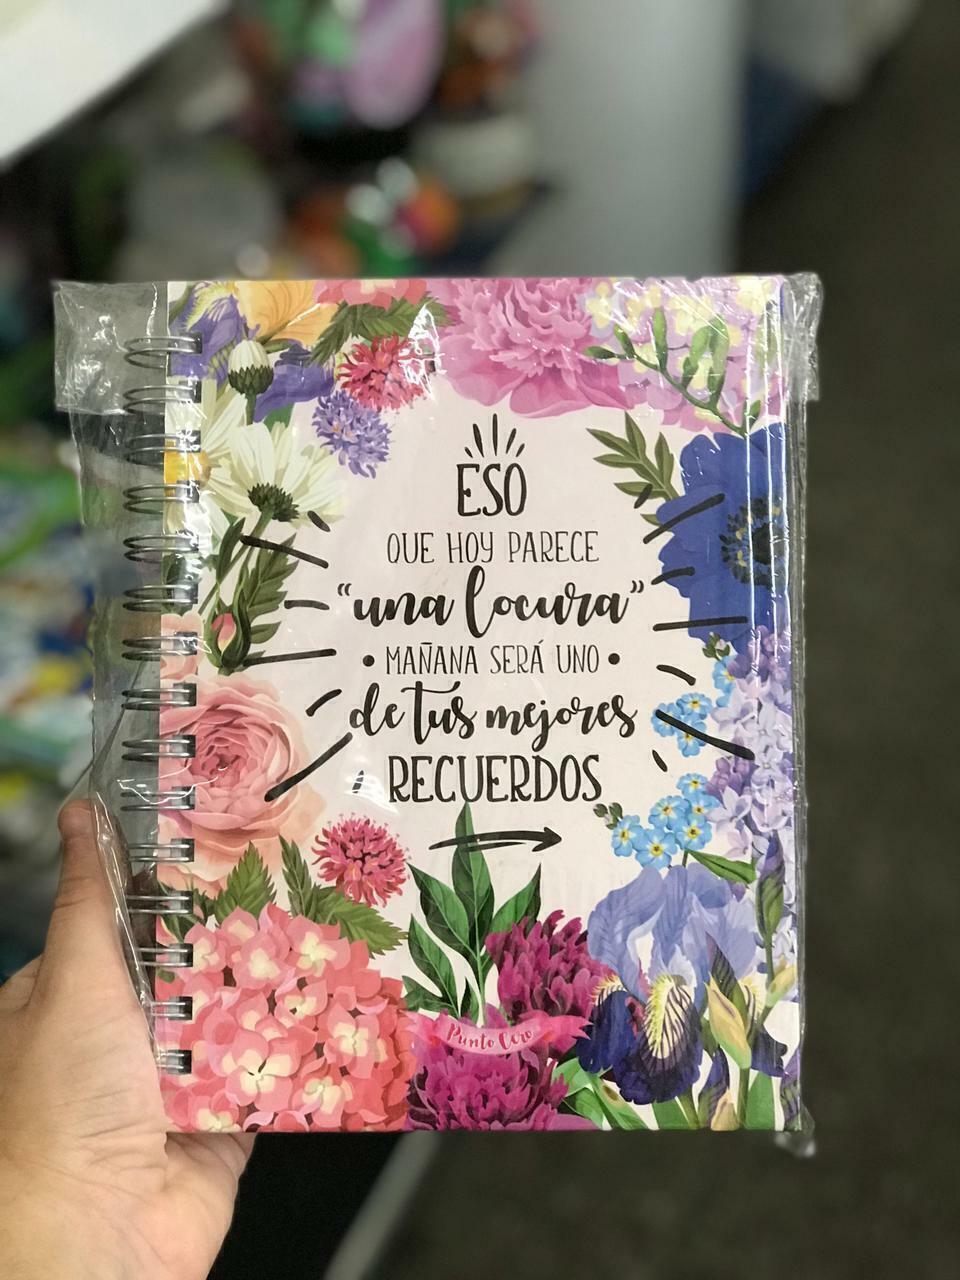 ESO
QUE HOY PARECE
"una locura"
• MAÑANA SERÁ UNO •
de tus mejores
RECUERDOS
Punto Cero